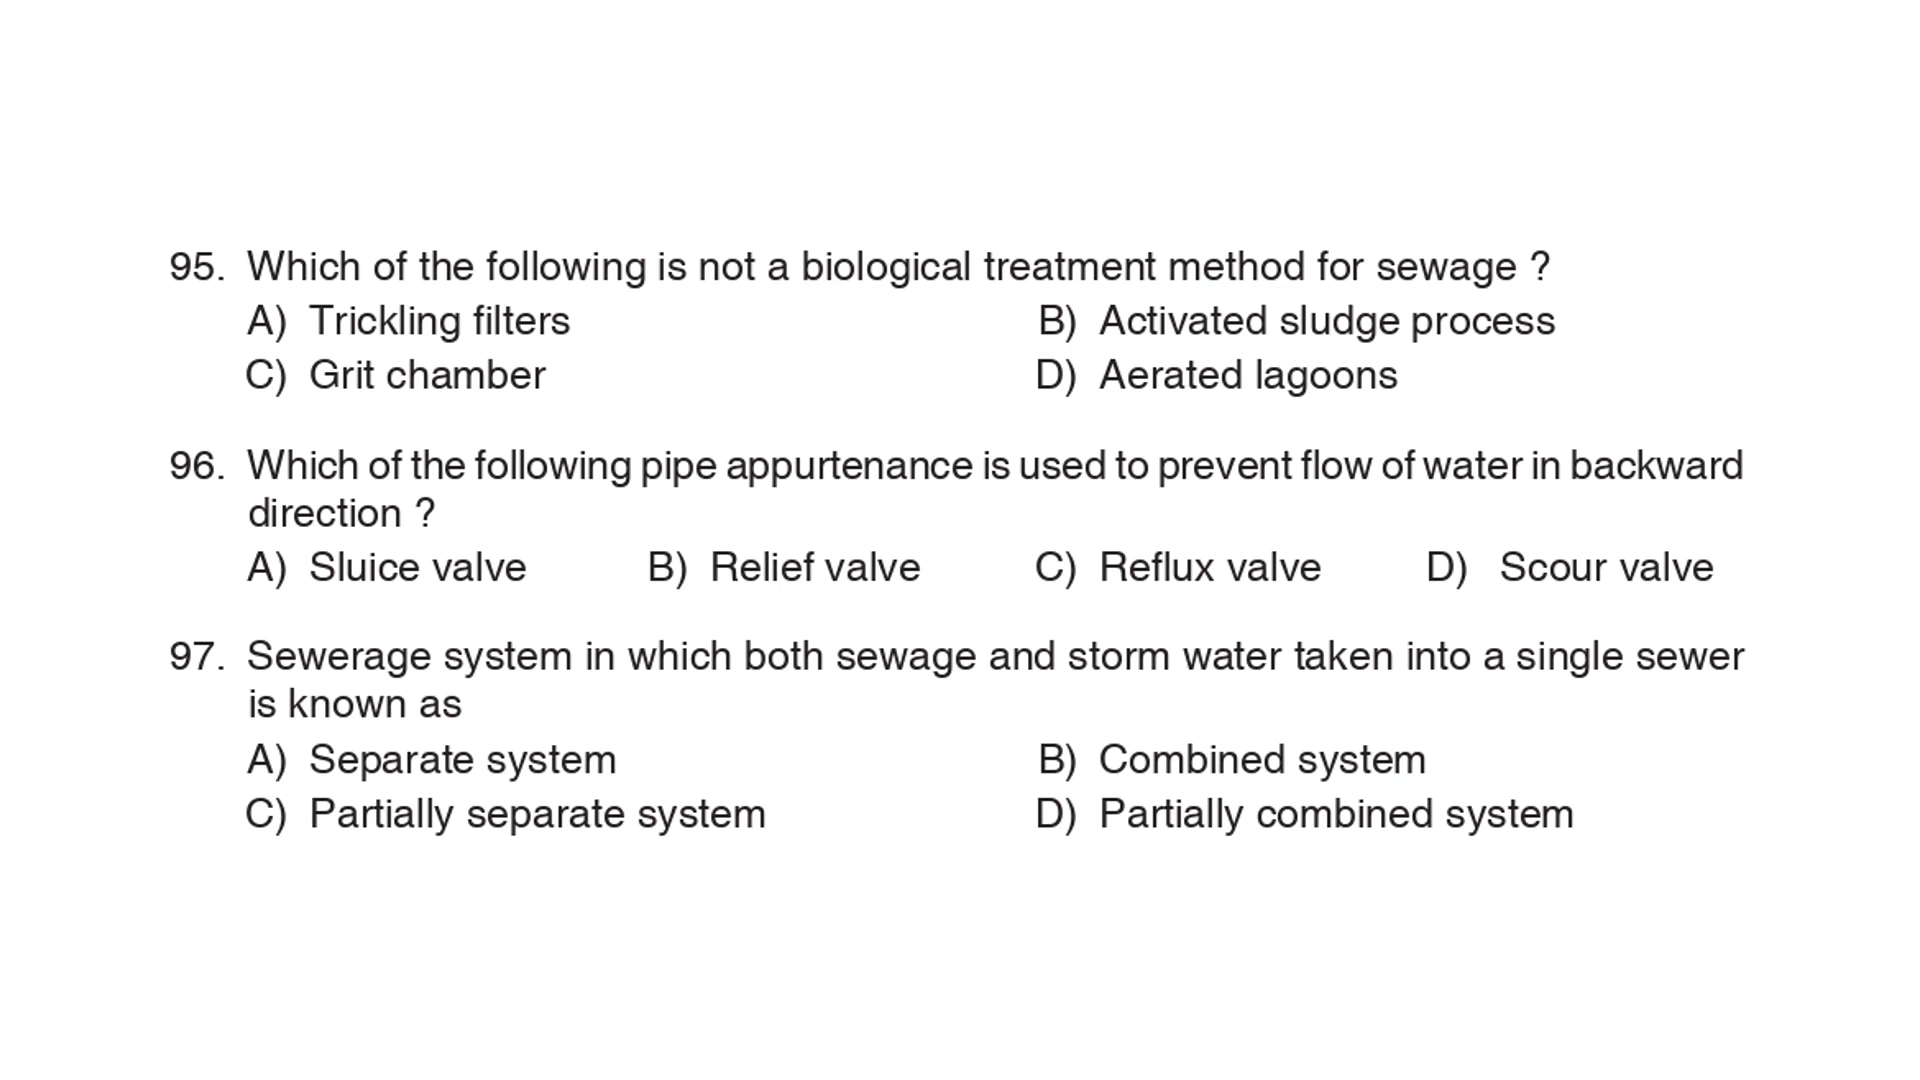 95. Which of the following is not a biological treatment method for sewage ?
A) Trickling filters B) Activated sludge process
C) Grit chamber D) Aerated lagoons
96. Which of the following pipe appurtenance is used to prevent flow of water in backward
direction ?
A) Sluice valve B) Relief valve C) Reflux valve D) Scour valve
97. Sewerage system in which both sewage and storm water taken into a single sewer
is known as
A) Separate system B) Combined system
C) Partially separate system D) Partially combined system